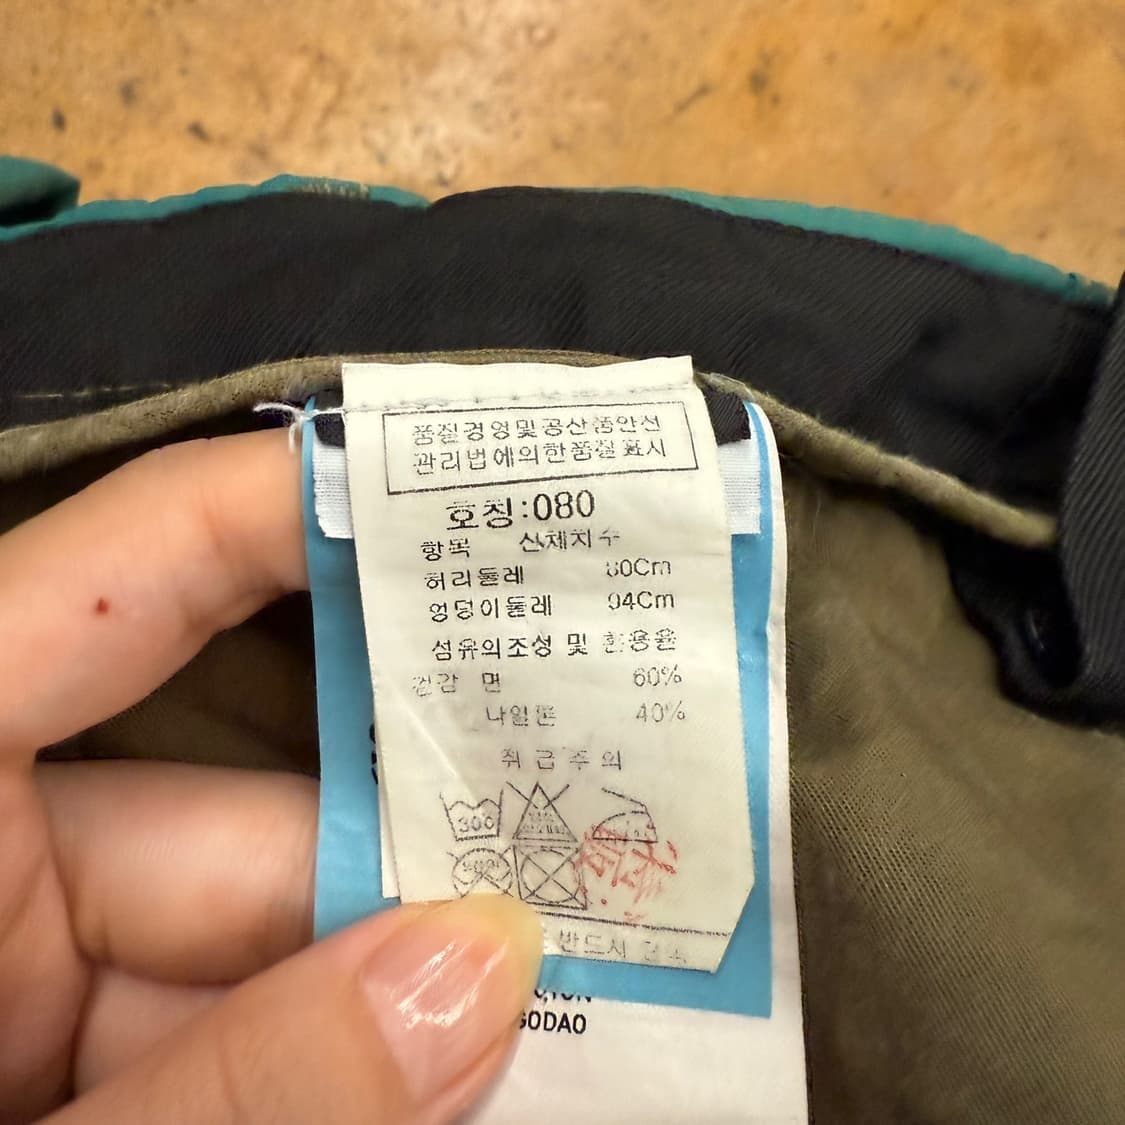 품질경영및공산품안전
관리법에의한품질표시
호칭:080
항목 신체치수
허리둘레 80Cm
엉덩이둘레 94Cm
섬유의조성 및 혼용율
겉감 면 60%
나일론 40%
취급주의
반드시